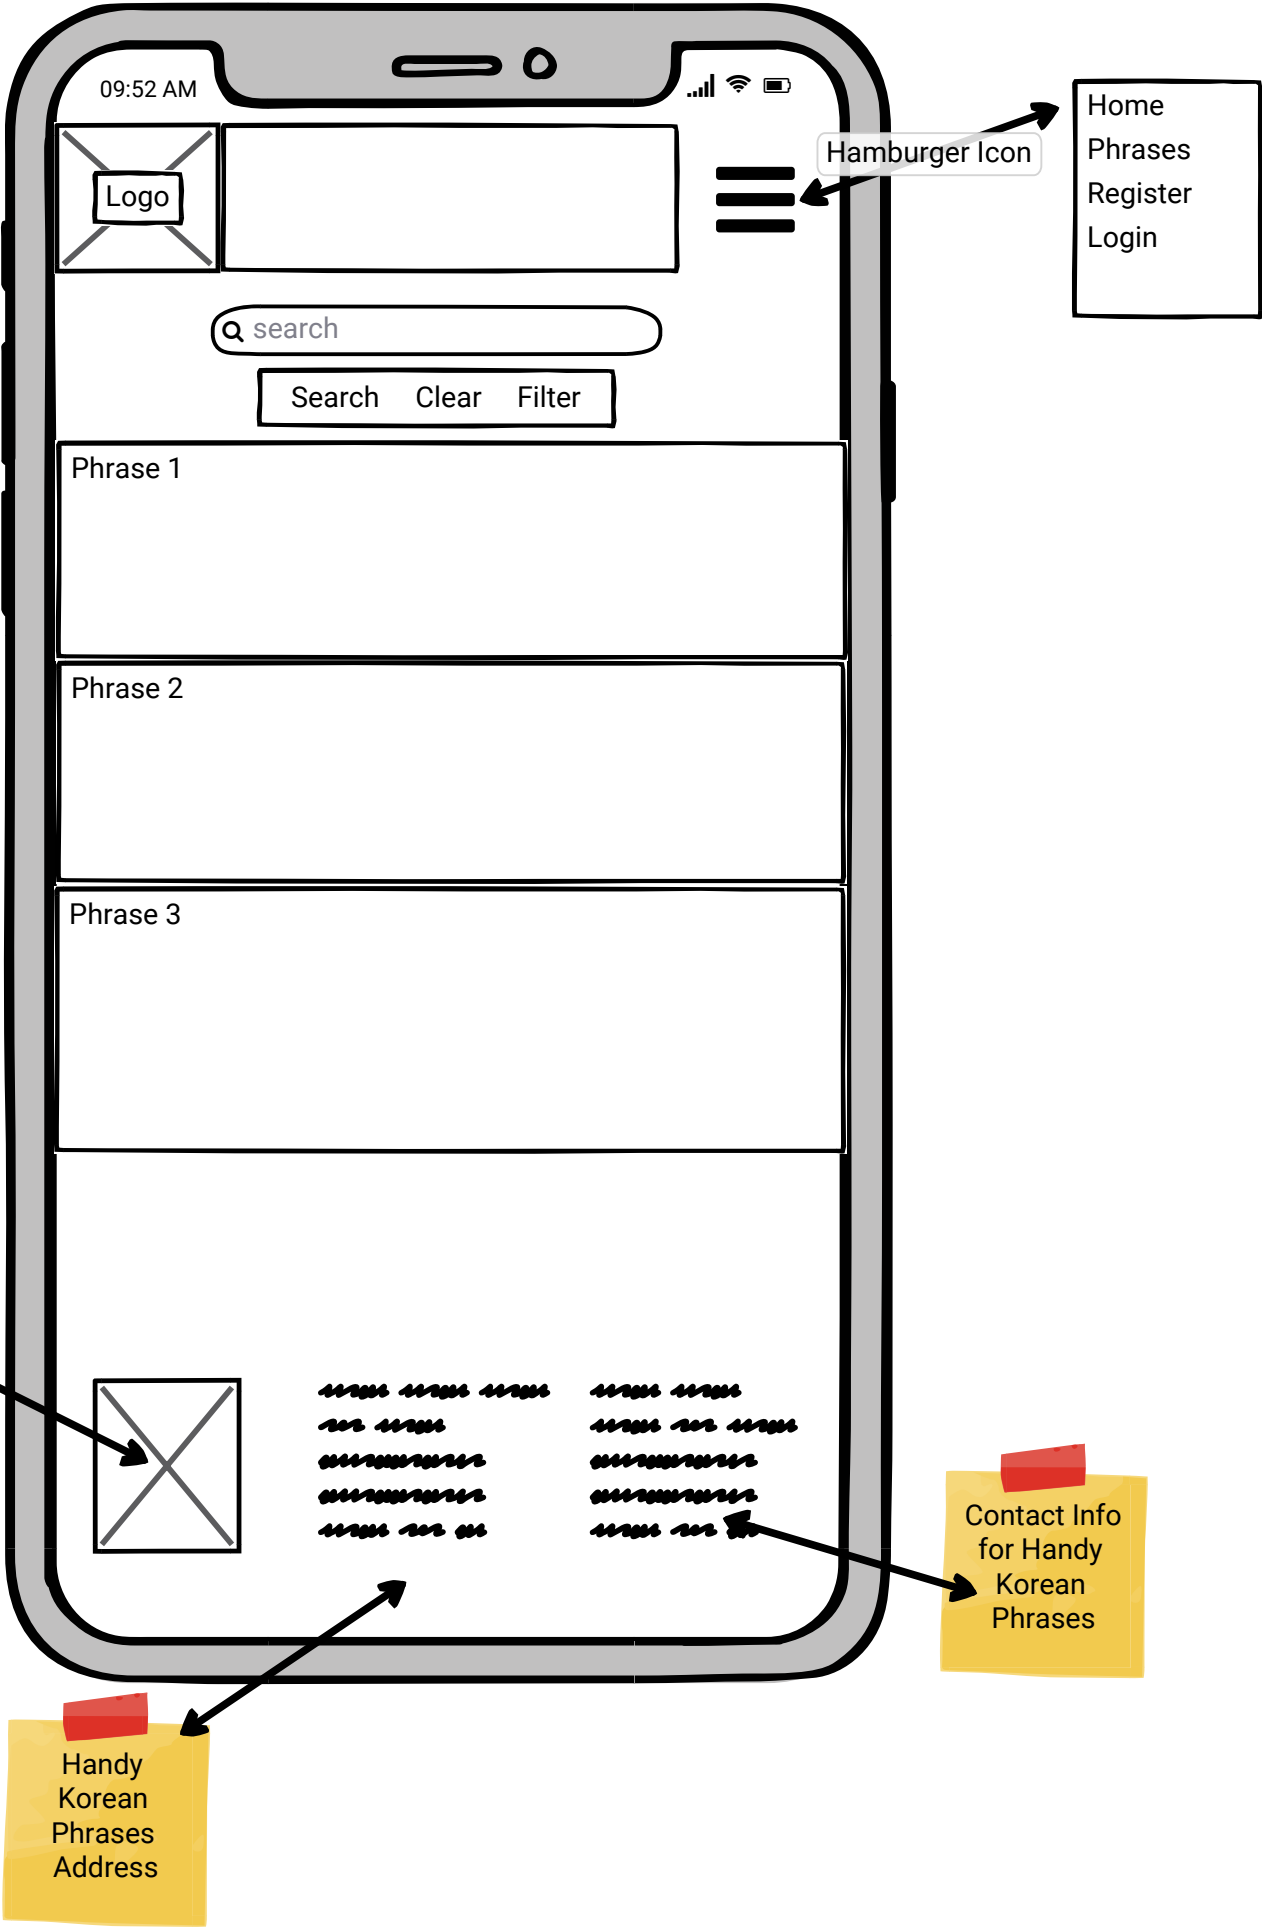 09:52 AM
Logo
Hamburger Icon
Home
Phrases
Register
Login
search
Search Clear Filter
Phrase 1
Phrase 2
Phrase 3
Contact Info
for Handy
Korean
Phrases
Handy
Korean
Phrases
Address